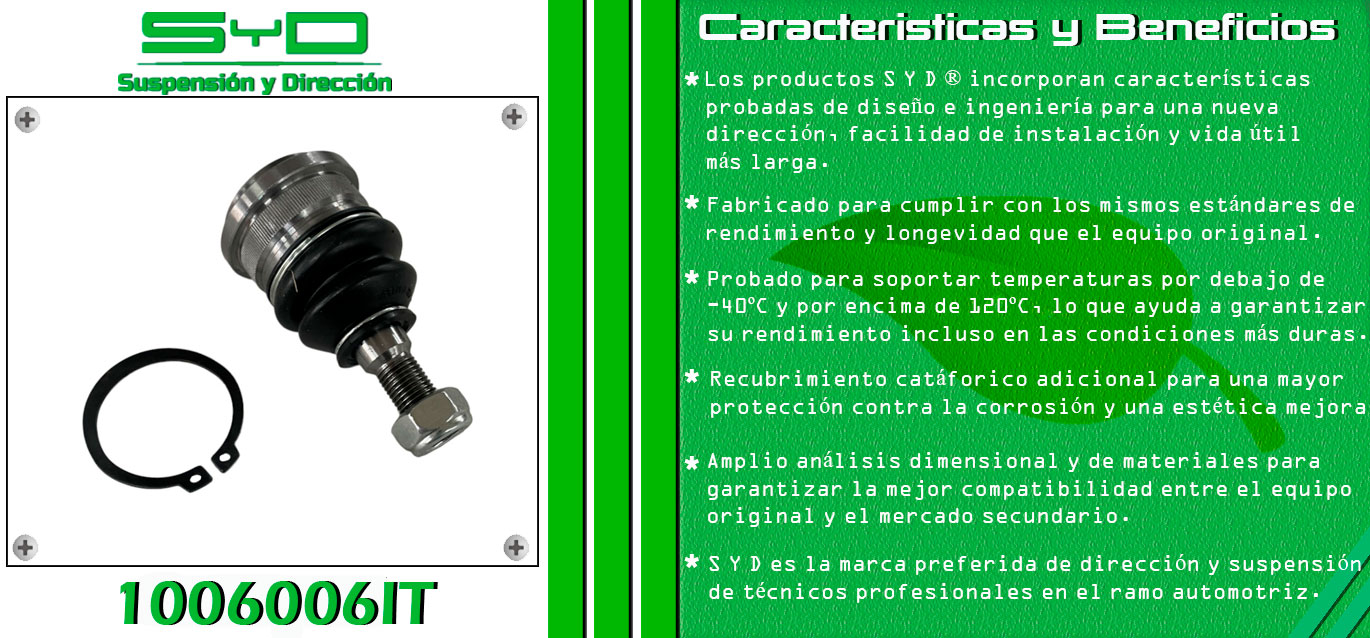 SYD
Suspensión y Dirección
1006006IT
Caracteristicas y Beneficios
* Los productos S Y D ® incorporan características
probadas de diseño e ingeniería para una nueva
dirección, facilidad de instalación y vida útil
más larga.
* Fabricado para cumplir con los mismos estándares de
rendimiento y longevidad que el equipo original.
* Probado para soportar temperaturas por debajo de
-40ºC y por encima de 120ºC, lo que ayuda a garantizar
su rendimiento incluso en las condiciones más duras.
* Recubrimiento catáforico adicional para una mayor
protección contra la corrosión y una estética mejora
* Amplio análisis dimensional y de materiales para
garantizar la mejor compatibilidad entre el equipo
original y el mercado secundario.
* S Y D es la marca preferida de dirección y suspensión
de técnicos profesionales en el ramo automotriz.